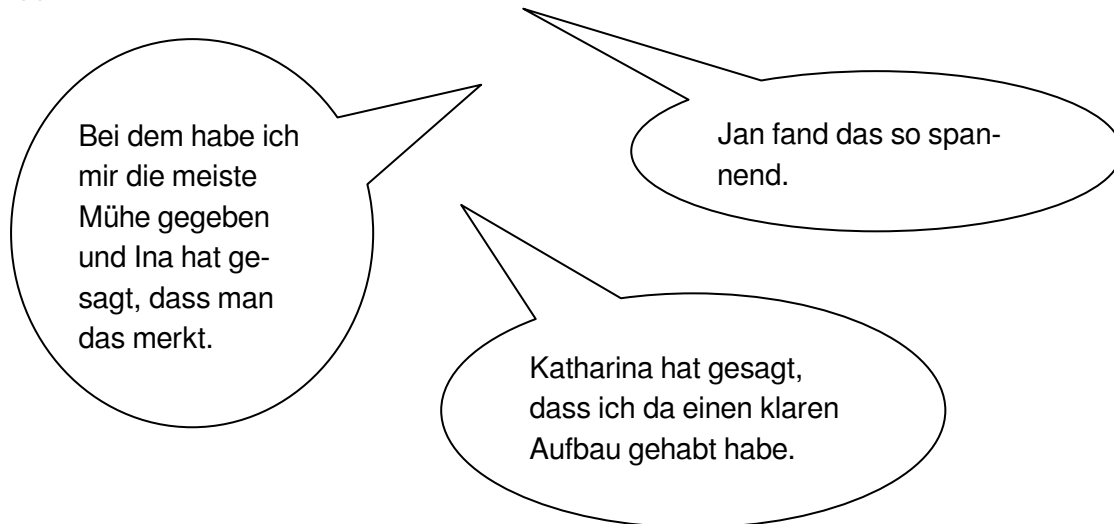 Bei dem habe ich
mir die meiste
Mühe gegeben
und Ina hat ge-
sagt, dass man
das merkt.
Jan fand das so span-
nend.
Katharina hat gesagt,
dass ich da einen klaren
Aufbau gehabt habe.